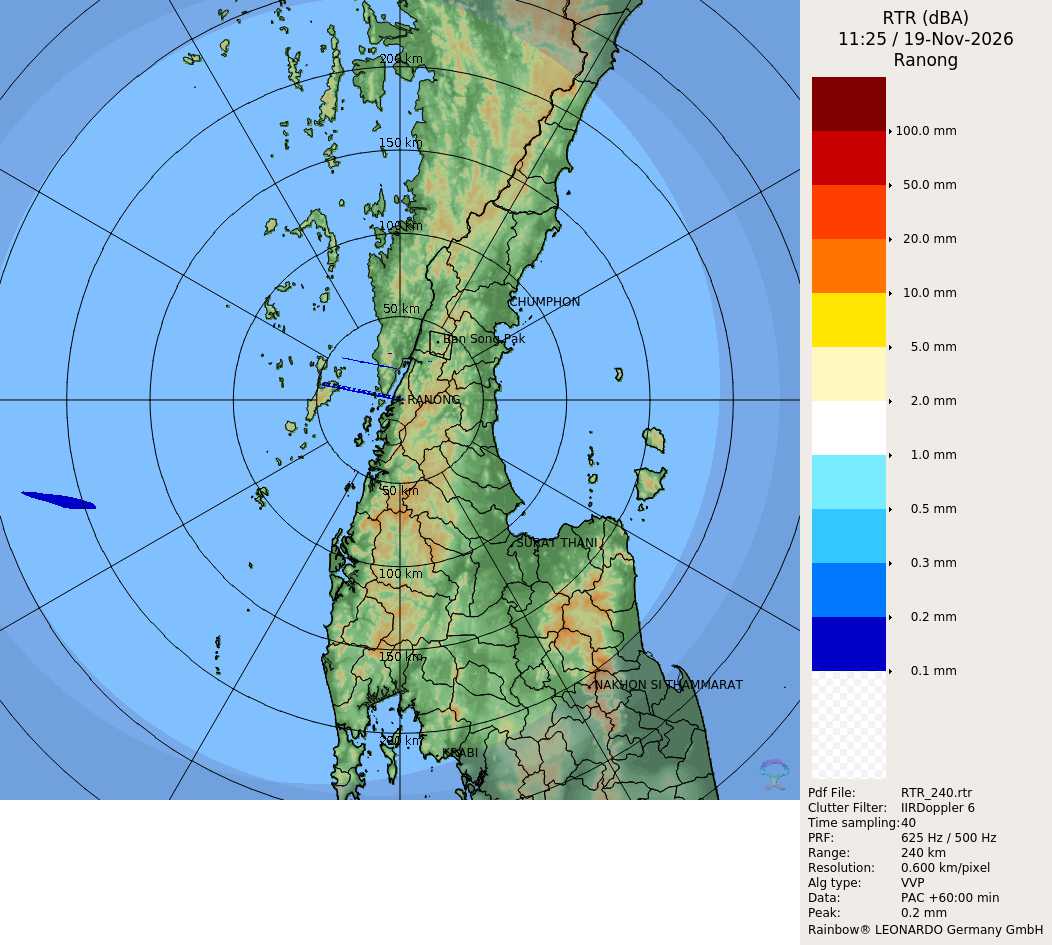 RTR (dBA)
11:25 / 19-Nov-2026
Ranong
200 km
150 km
100 km
50 km
CHUMPHON
Ban Song Pak
RANONG
50 km
SURAT THANI
100 km
150 km
NAKHON SI THAMMARAT
200 km
KRABI
100.0 mm
50.0 mm
20.0 mm
10.0 mm
5.0 mm
2.0 mm
1.0 mm
0.5 mm
0.3 mm
0.2 mm
0.1 mm
Pdf File: RTR_240.rtr
Clutter Filter: IIRDoppler 6
Time sampling:40
PRF: 625 Hz / 500 Hz
Range: 240 km
Resolution: 0.600 km/pixel
Alg type: VVP
Data: PAC +60:00 min
Peak: 0.2 mm
Rainbow® LEONARDO Germany GmbH